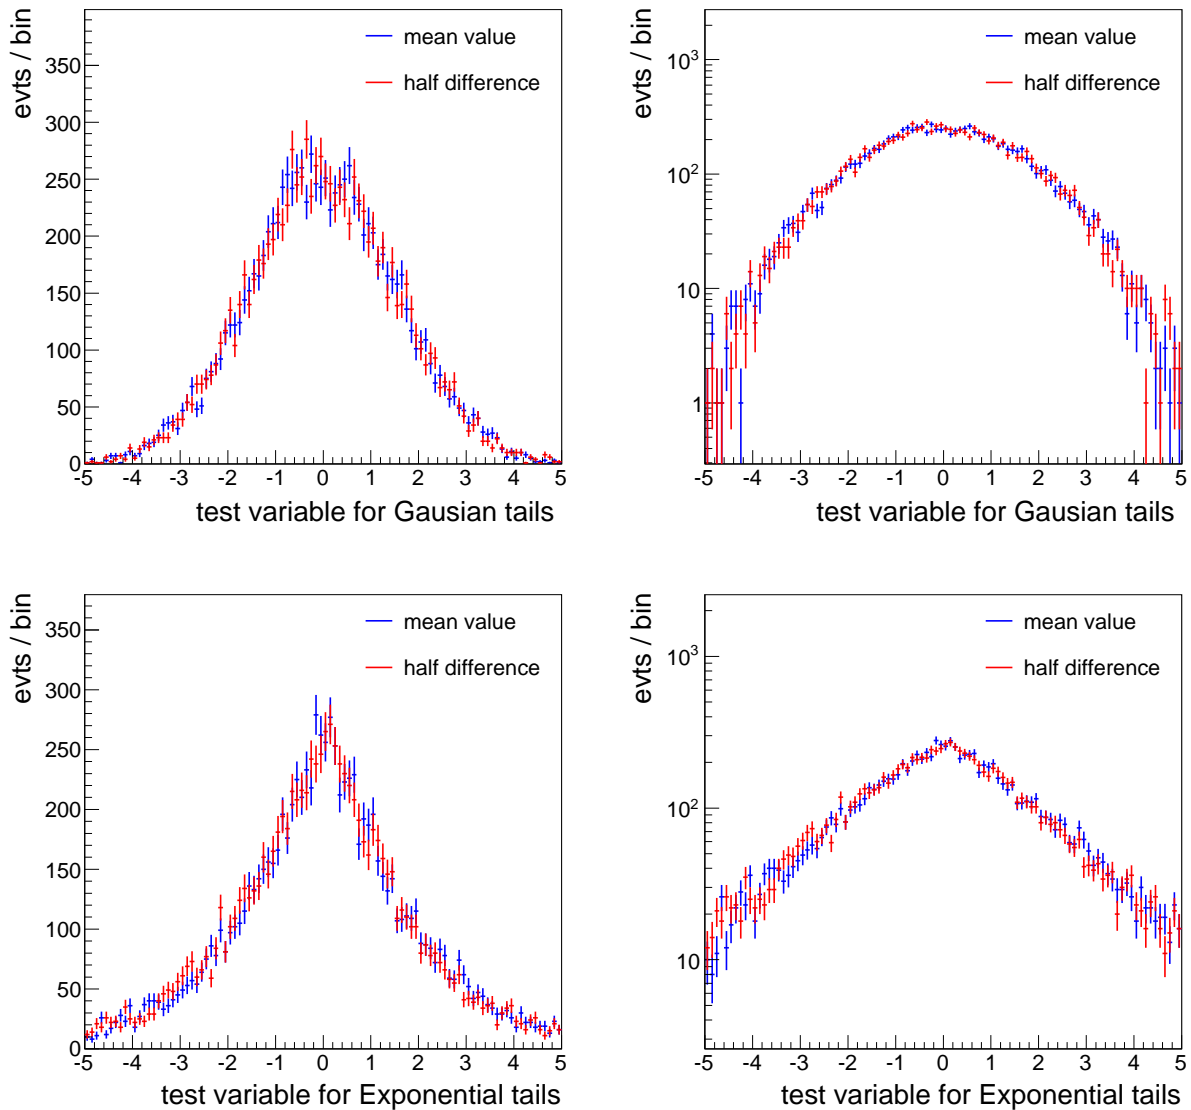 evts / bin
350
300
250
200
150
100
50
0
mean value
half difference
-5 -4 -3 -2 -1 0 1 2 3 4 5
test variable for Gausian tails
evts / bin
10³
10²
10
1
mean value
half difference
-5 -4 -3 -2 -1 0 1 2 3 4 5
test variable for Gausian tails
evts / bin
350
300
250
200
150
100
50
0
mean value
half difference
-5 -4 -3 -2 -1 0 1 2 3 4 5
test variable for Exponential tails
evts / bin
10³
10²
10
mean value
half difference
-5 -4 -3 -2 -1 0 1 2 3 4 5
test variable for Exponential tails